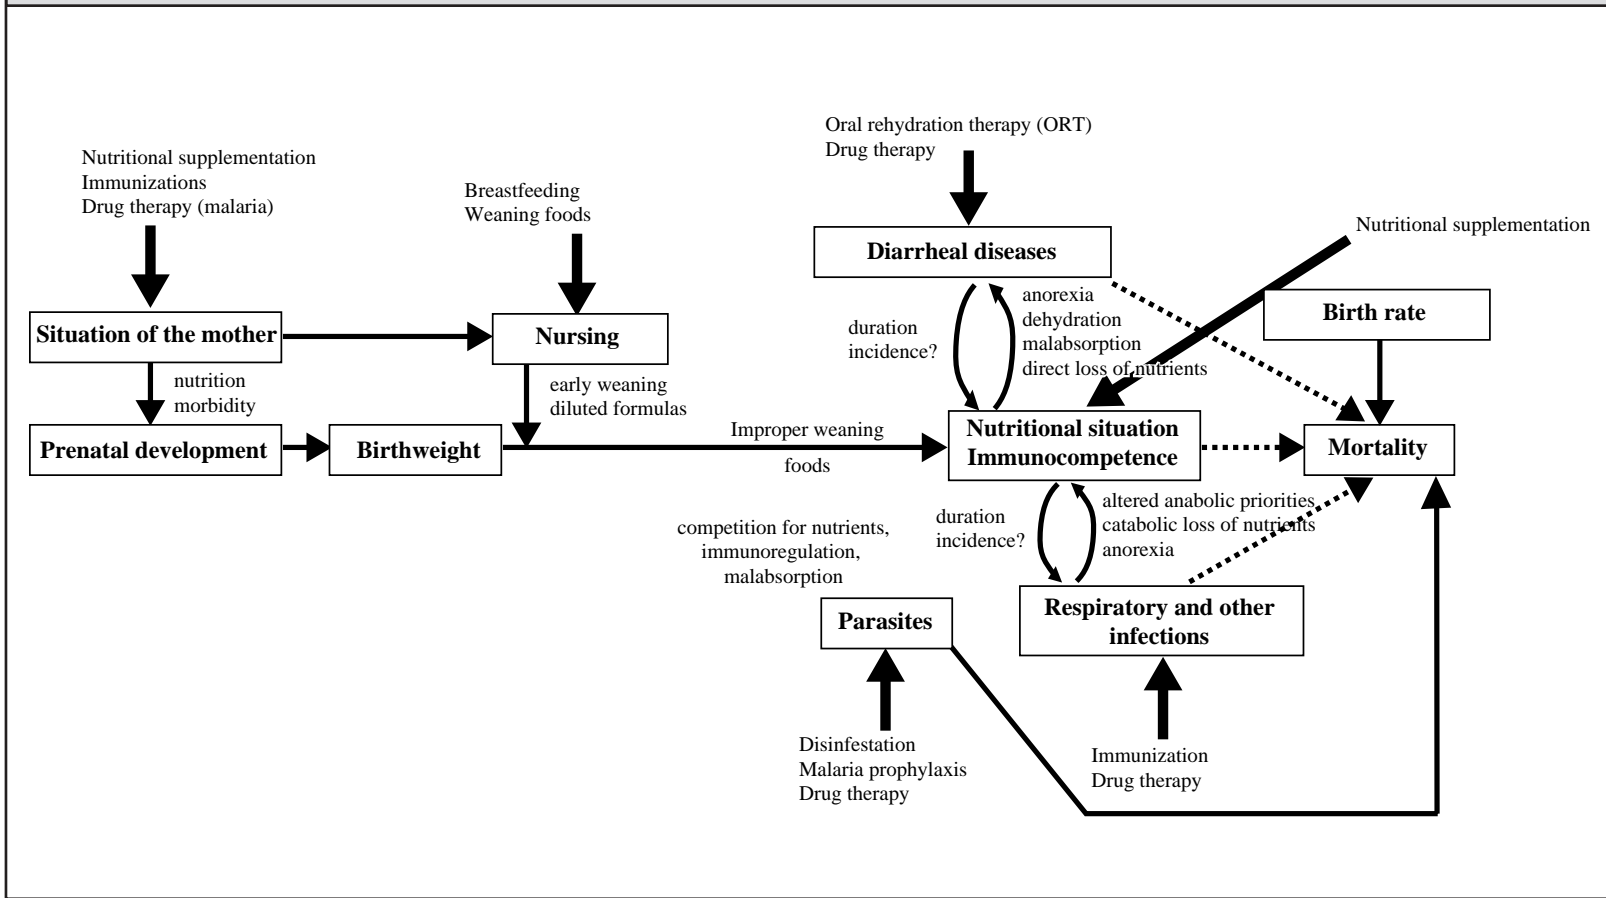 Oral rehydration therapy (ORT)
Drug therapy
Nutritional supplementation
Immunizations
Drug therapy (malaria)
Breastfeeding
Weaning foods
Nutritional supplementation
Diarrheal diseases
Birth rate
Situation of the mother
Nursing
duration
incidence?
anorexia
dehydration
malabsorption
direct loss of nutrients
nutrition
morbidity
early weaning
diluted formulas
Prenatal development
Birthweight
Improper weaning
foods
Nutritional situation
Immunocompetence
Mortality
competition for nutrients,
immunoregulation,
malabsorption
duration
incidence?
altered anabolic priorities
catabolic loss of nutrients
anorexia
Parasites
Respiratory and other
infections
Disinfestation
Malaria prophylaxis
Drug therapy
Immunization
Drug therapy